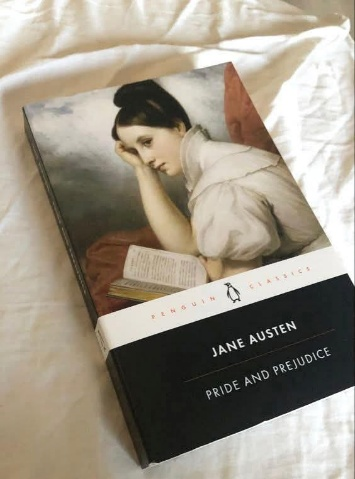 PENGUIN CLASSICS
JANE AUSTEN
PRIDE AND PREJUDICE